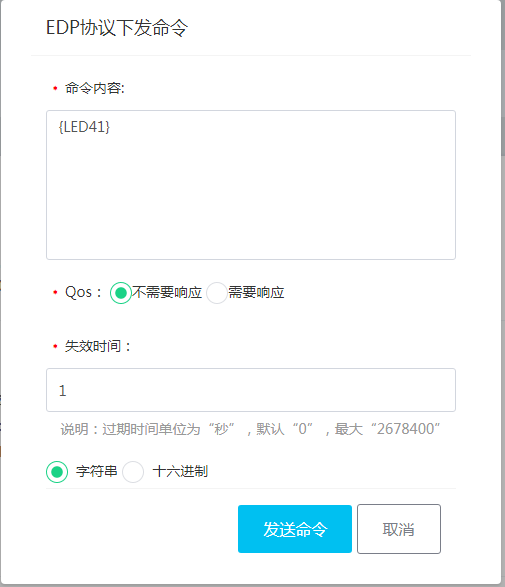 EDP协议下发命令
• 命令内容:
{LED41}
• Qos： 不需要响应 需要响应
• 失效时间：
1
说明：过期时间单位为“秒”，默认“0”，最大“2678400”
字符串 十六进制
发送命令 取消